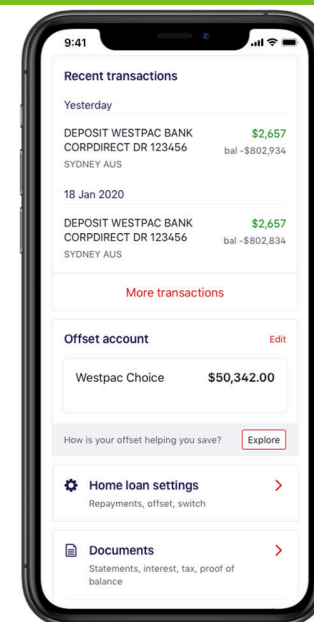 9:41
Recent transactions
Yesterday
DEPOSIT WESTPAC BANK $2,657
CORPDIRECT DR 123456 bal -$802,934
SYDNEY AUS
18 Jan 2020
DEPOSIT WESTPAC BANK $2,657
CORPDIRECT DR 123456 bal -$802,834
SYDNEY AUS
More transactions
Offset account Edit
Westpac Choice $50,342.00
How is your offset helping you save? Explore
Home loan settings
Repayments, offset, switch
Documents
Statements, interest, tax, proof of
balance